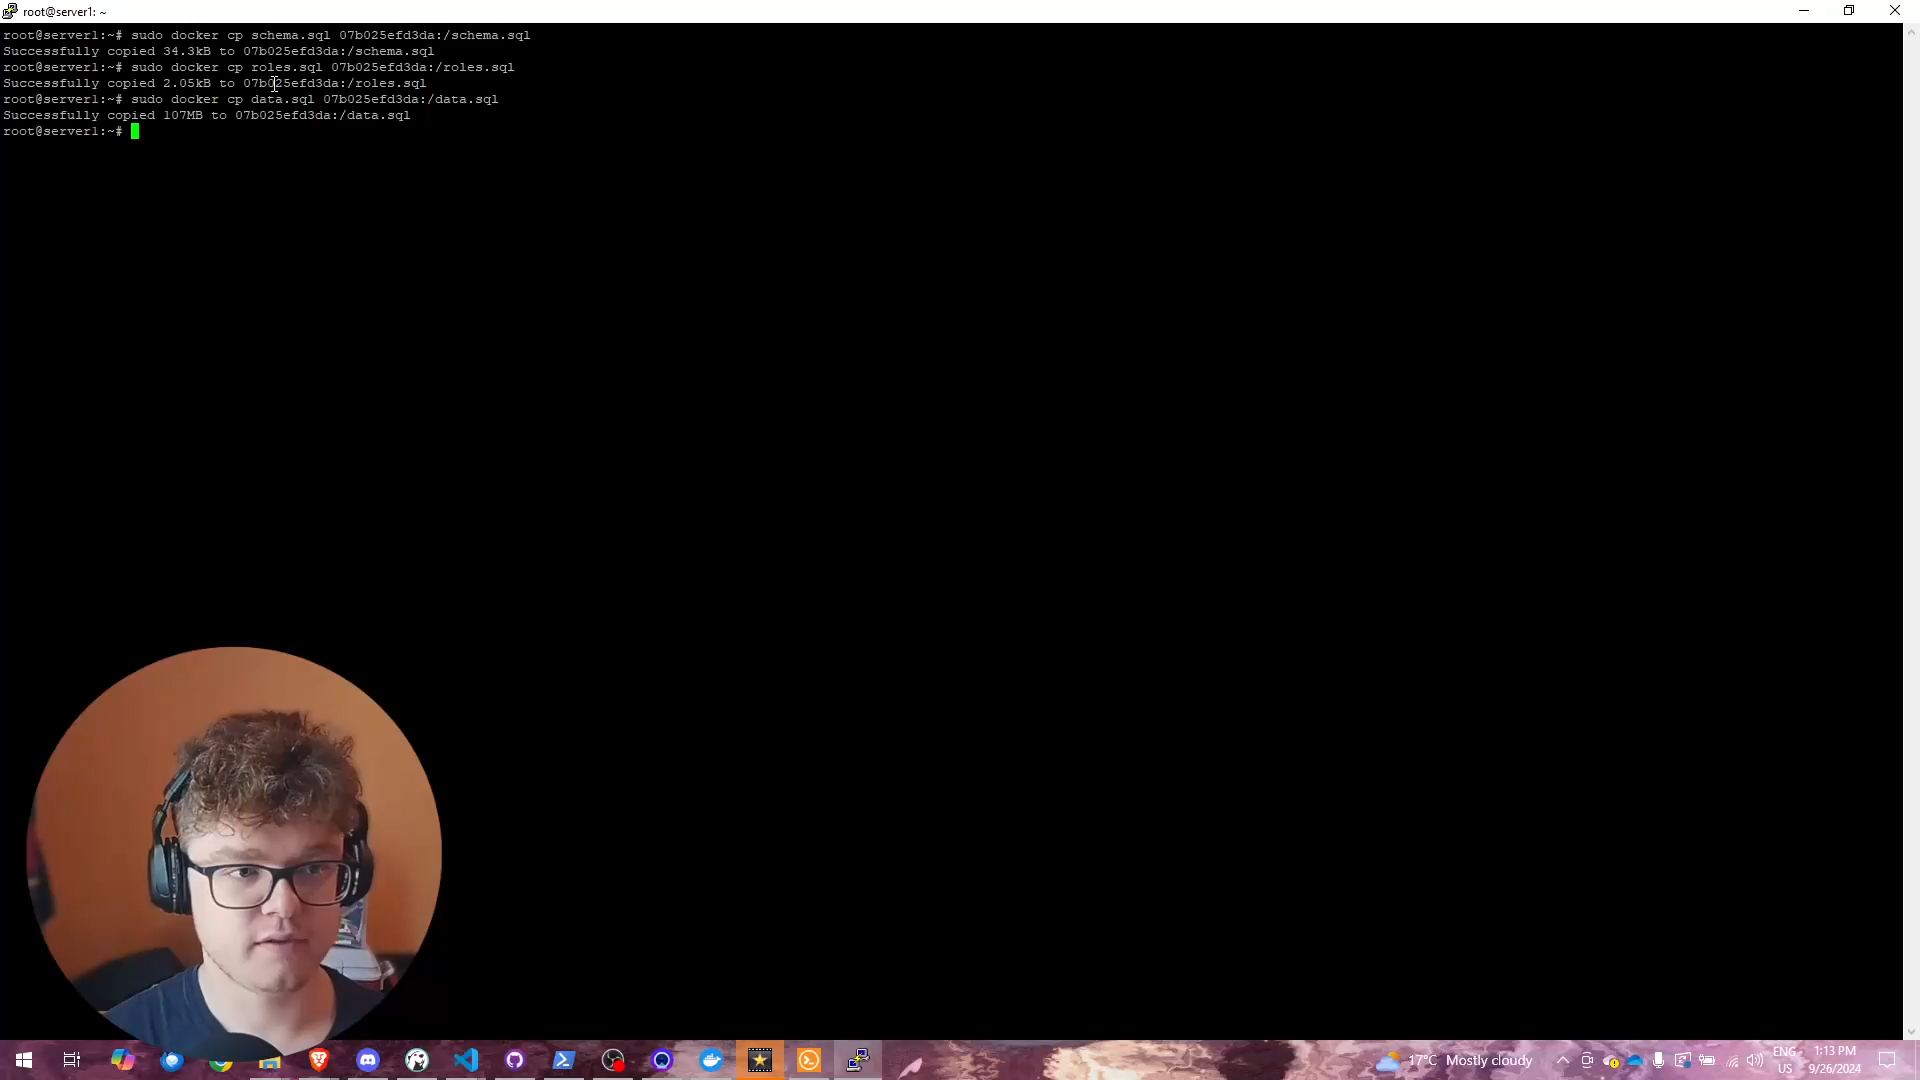 root@server1: ~
root@server1:~# sudo docker cp schema.sql 07b025efd3da:/schema.sql
Successfully copied 34.3kB to 07b025efd3da:/schema.sql
root@server1:~# sudo docker cp roles.sql 07b025efd3da:/roles.sql
Successfully copied 2.05kB to 07b025efd3da:/roles.sql
root@server1:~# sudo docker cp data.sql 07b025efd3da:/data.sql
Successfully copied 107MB to 07b025efd3da:/data.sql
root@server1:~#
17°C Mostly cloudy
ENG
US
1:13 PM
9/26/2024